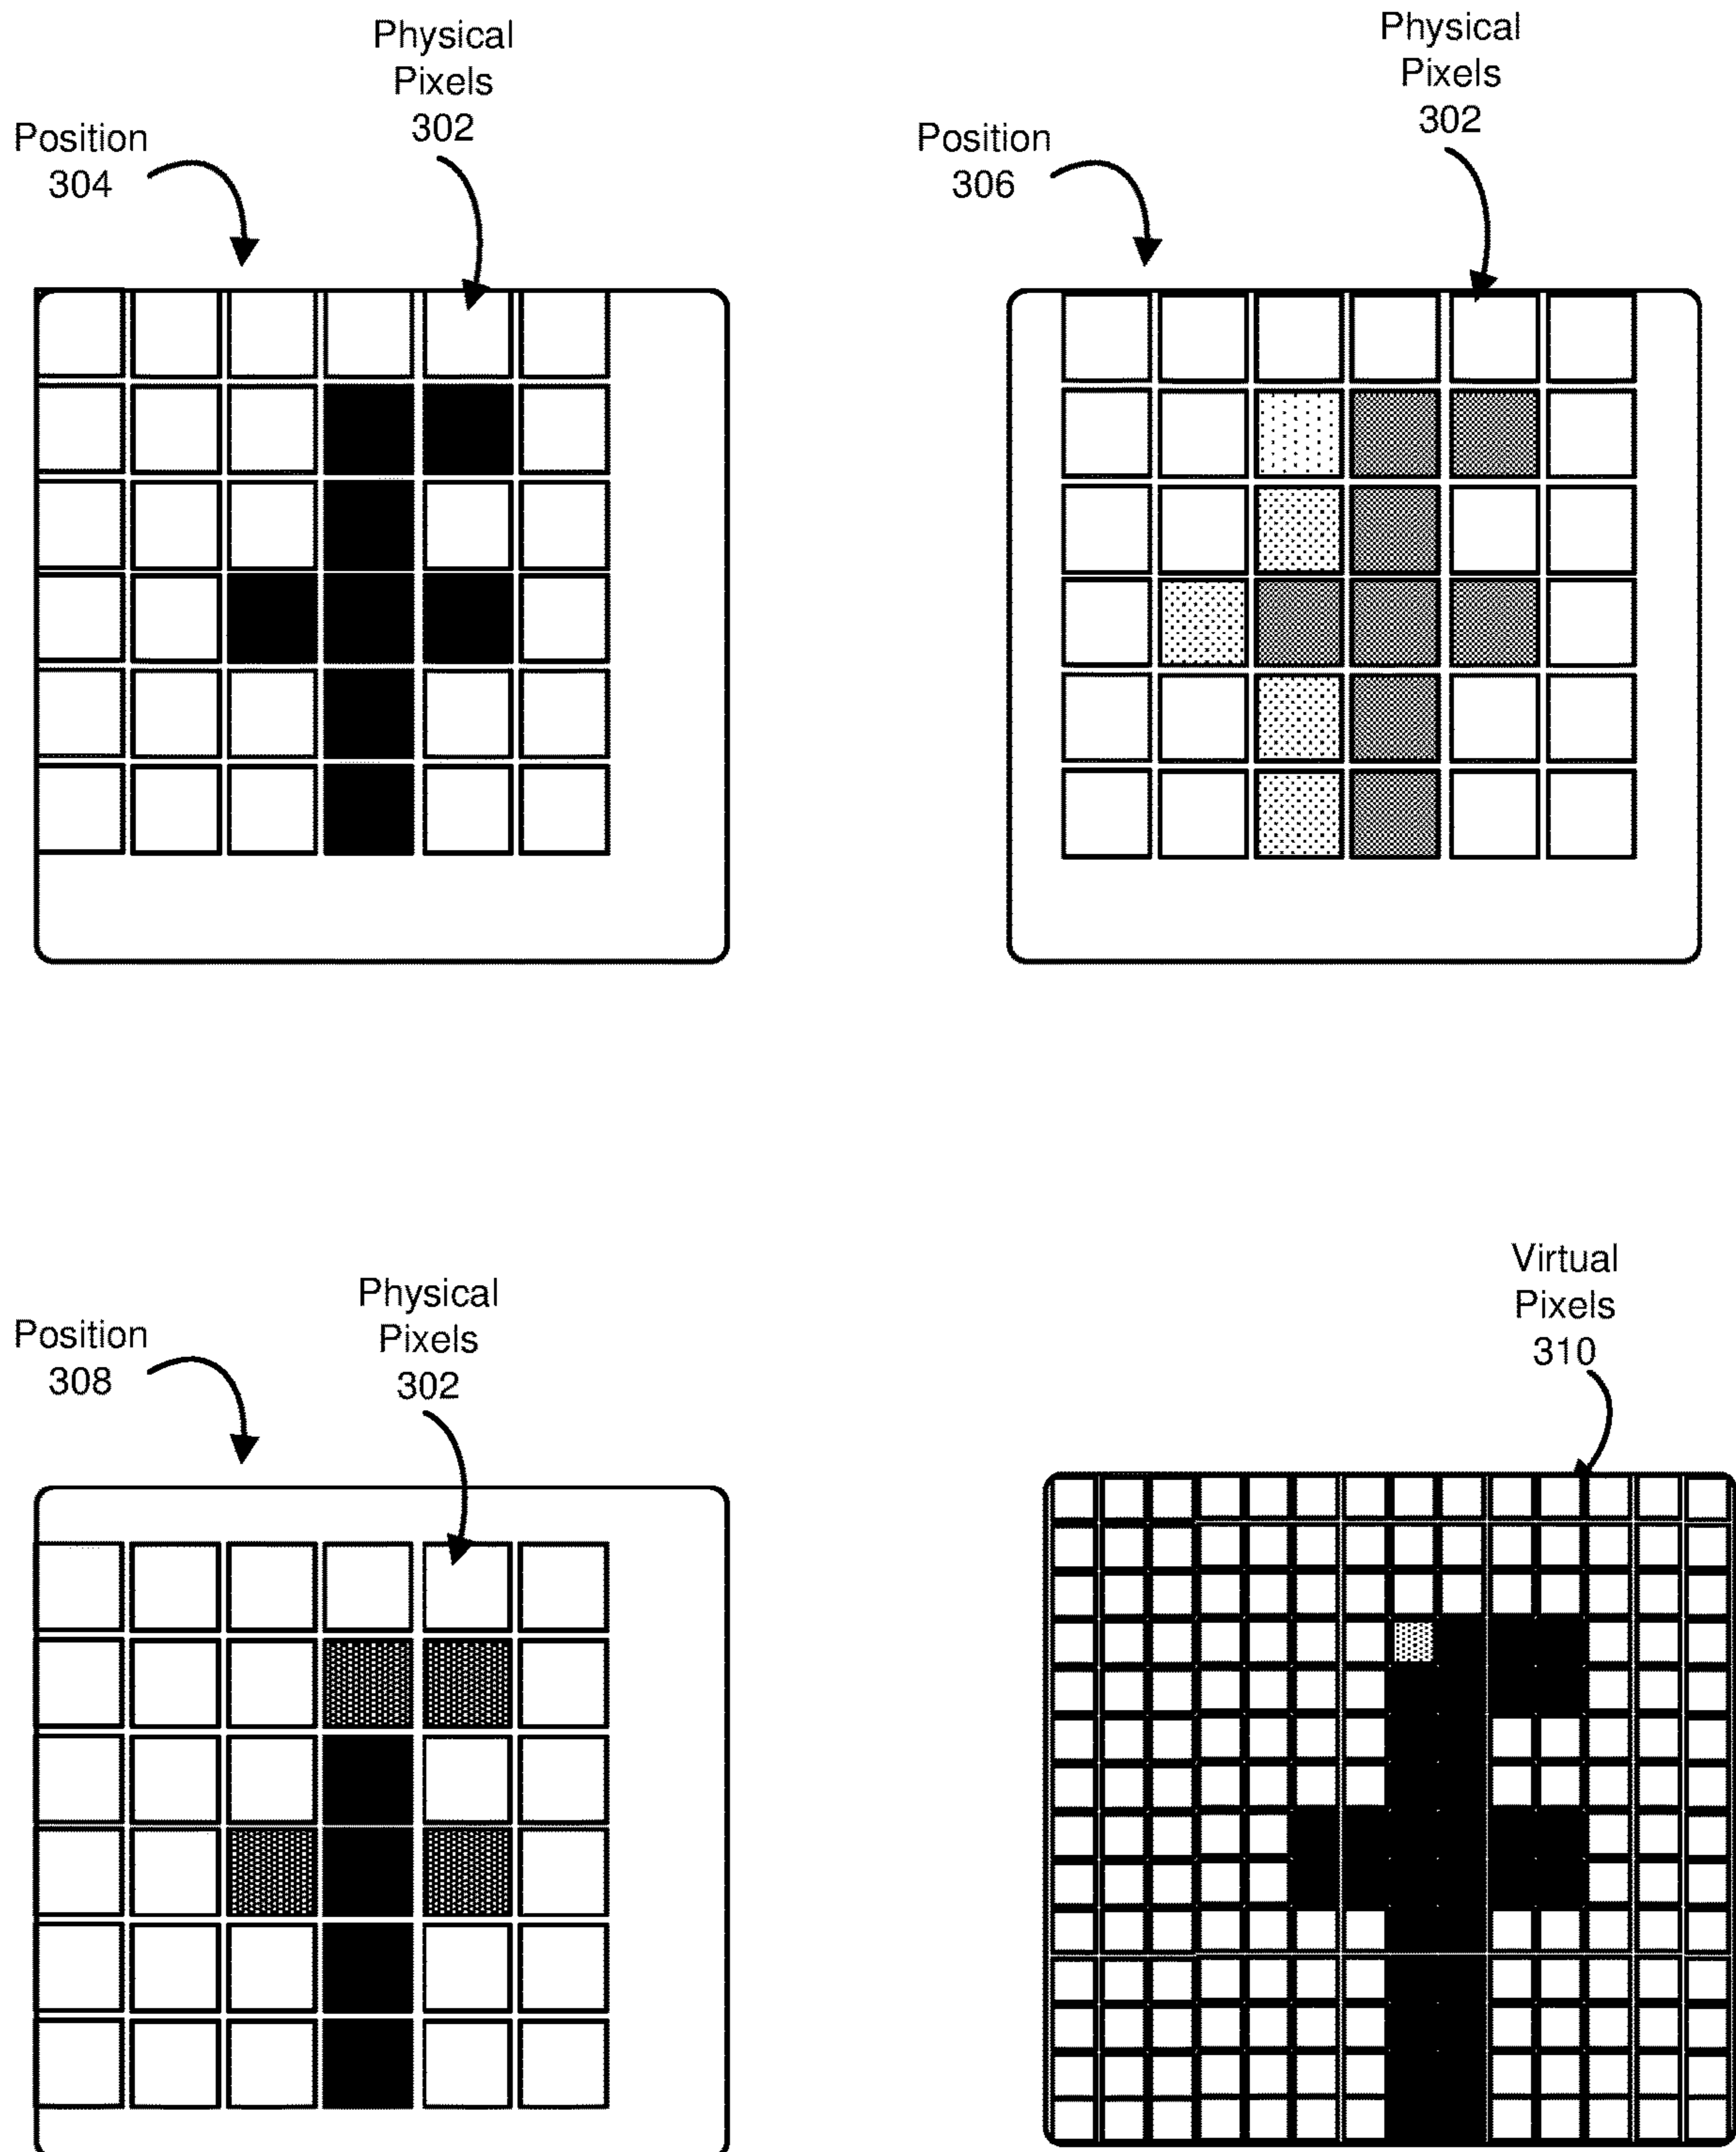 Physical
Pixels
302
Position
304
Physical
Pixels
302
Position
306
Physical
Pixels
302
Position
308
Virtual
Pixels
310